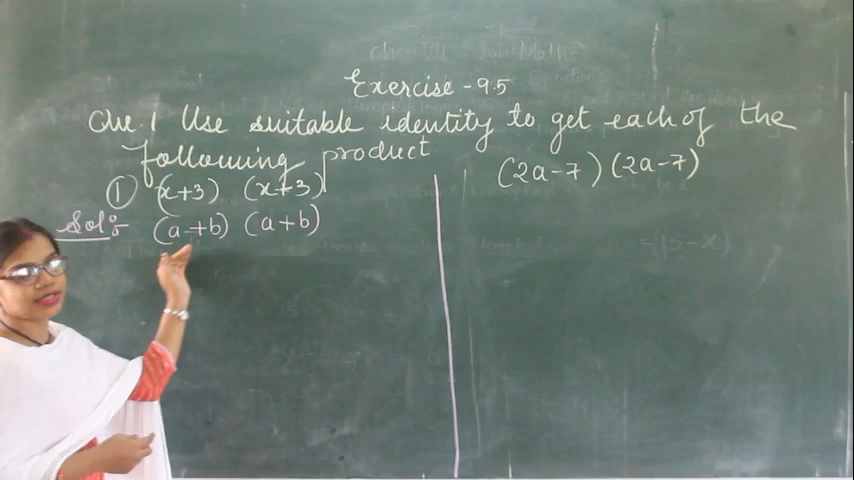 Exercise - 9.5
Que. 1 Use suitable identity to get each of the
following product
① (x+3) (x+3)
Sol:- (a+b) (a+b)
(2a-7) (2a-7)
=(15-x)